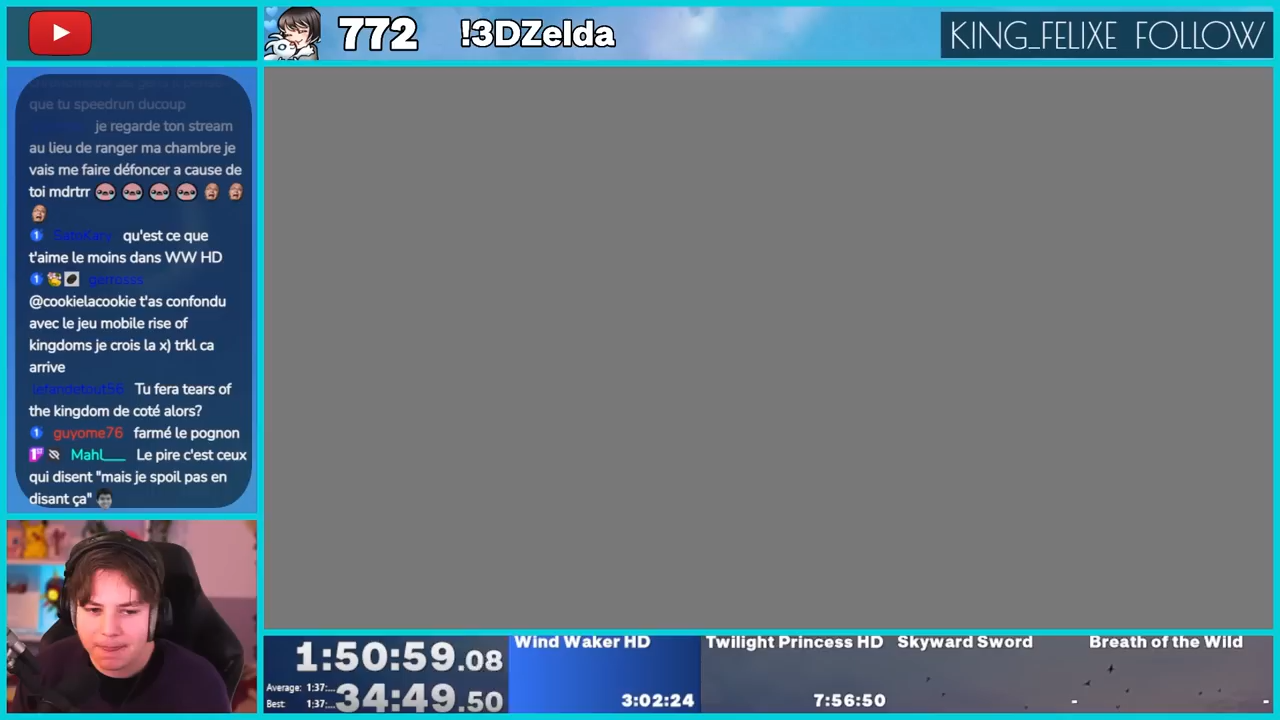 772
!3DZelda
KING_FELIXE FOLLOW
que tu speedrun ducoup
je regarde ton stream
au lieu de ranger ma chambre je
vais me faire défoncer a cause de
toi mdrtrr
qu'est ce que
t'aime le moins dans WW HD
gerrosss
@cookielacookie t'as confondu
avec le jeu mobile rise of
kingdoms je crois la x) trkl ca
arrive
lefandetout56 Tu fera tears of
the kingdom de coté alors?
guyome76 farmé le pognon
Mahl___ Le pire c'est ceux
qui disent "mais je spoil pas en
disant ça"
1:50:59.08
Average: 1:37:...
Best: 1:37:...
34:49.50
Wind Waker HD
3:02:24
Twilight Princess HD
7:56:50
Skyward Sword
-
Breath of the Wild
-